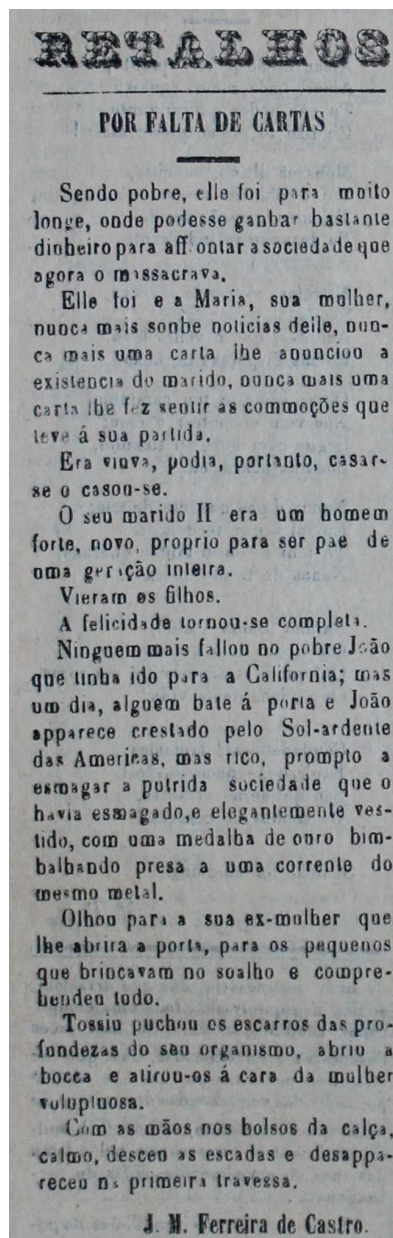 RETALHOS
POR FALTA DE CARTAS
Sendo pobre, elle foi para muito
longe, onde podesse ganhar bastante
dinheiro para aff ontar a sociedade que
agora o massacrava.
Elle foi e a Maria, sua mulher,
nunca mais soube noticias delle, nun-
ca mais uma carta lhe anunciou a
existencia do marido, nunca mais uma
carta lhe fez sentir as commoções que
teve á sua partida.
Era viuva, podia, portanto, casar-
se o casou-se.
O seu marido II era um homem
forte, novo, proprio para ser pae de
uma geração inteira.
Vieram os filhos.
A felicidade tornou-se completa.
Ninguem mais fallou no pobre João
que tinha ido para a California; mas
um dia, alguem bate á porta e João
apparece crestado pelo Sol-ardente
das Americas, mas rico, prompto a
esmagar a putrida sociedade que o
havia esmagado,e elegantemente ves-
tido, com uma medalha de ouro bim-
balhando presa a uma corrente do
mesmo metal.
Olhou para a sua ex-mulher que
lhe abrira a porta, para os pequenos
que brincavam no soalho e compre-
hendeu tudo.
Tossiu puchou os escarros das pro-
fundezas do seu organismo, abriu a
bocca e atirou-os á cara da mulher
voluptuosa.
Com as mãos nos bolsos da calça,
calmo, desceu as escadas e desappa-
receu na primeira travessa.
J. M. Ferreira de Castro.